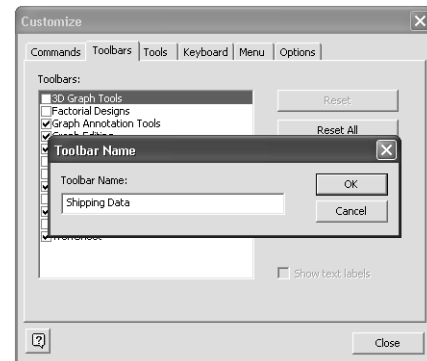 Customize
Commands Toolbars Tools Keyboard Menu Options
Toolbars:
3D Graph Tools
Factorial Designs
Graph Annotation Tools
Reset
Reset All
Toolbar Name
Toolbar Name:
Shipping Data
OK
Cancel
Show text labels
Close